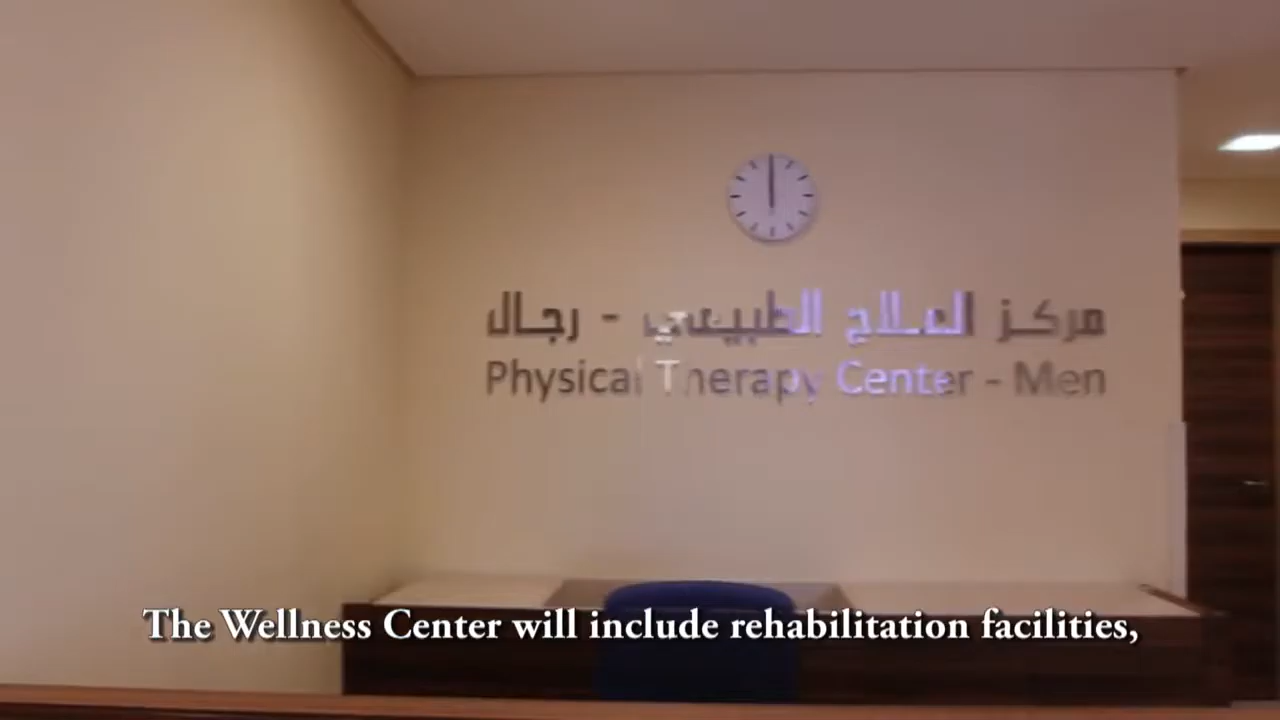 مركز العلاج الطبيعي - رجال
Physical Therapy Center - Men
The Wellness Center will include rehabilitation facilities,